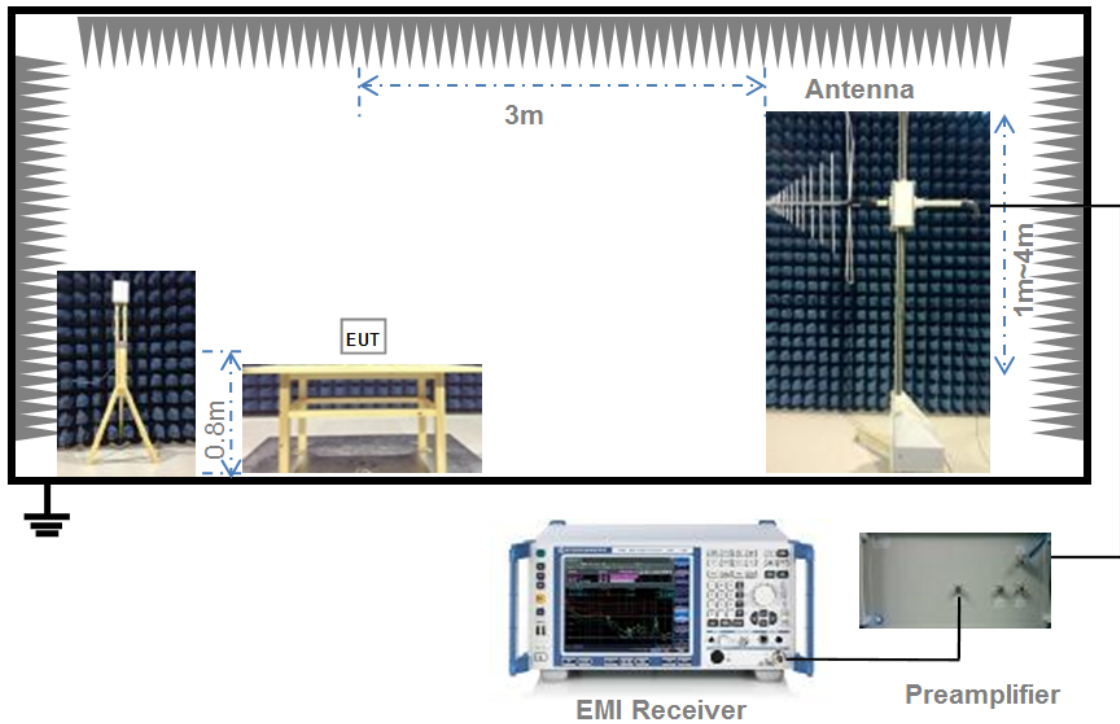 Antenna
3m
1m~4m
EUT
0.8m
Preamplifier
EMI Receiver